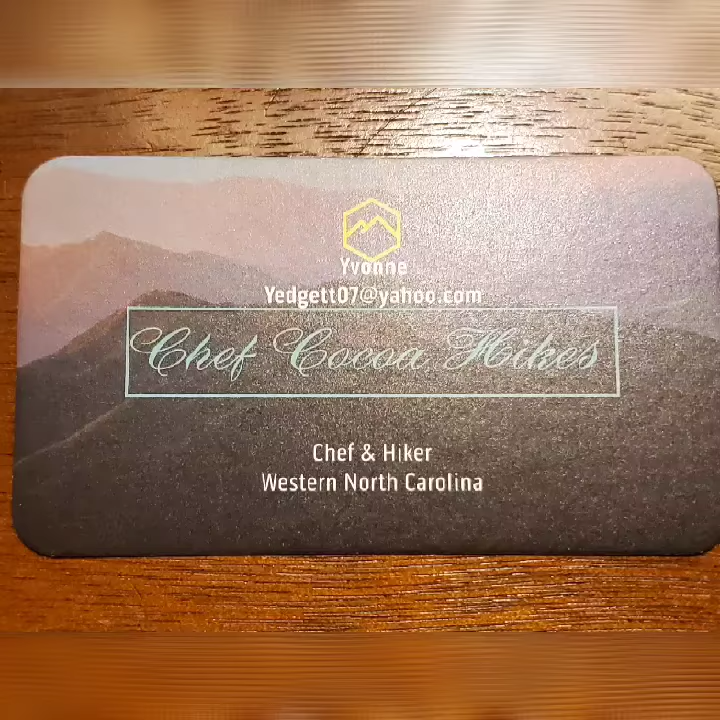 Yvonne
Yedgett07@yahoo.com
Chef Cocoa Hikes
Chef & Hiker
Western North Carolina